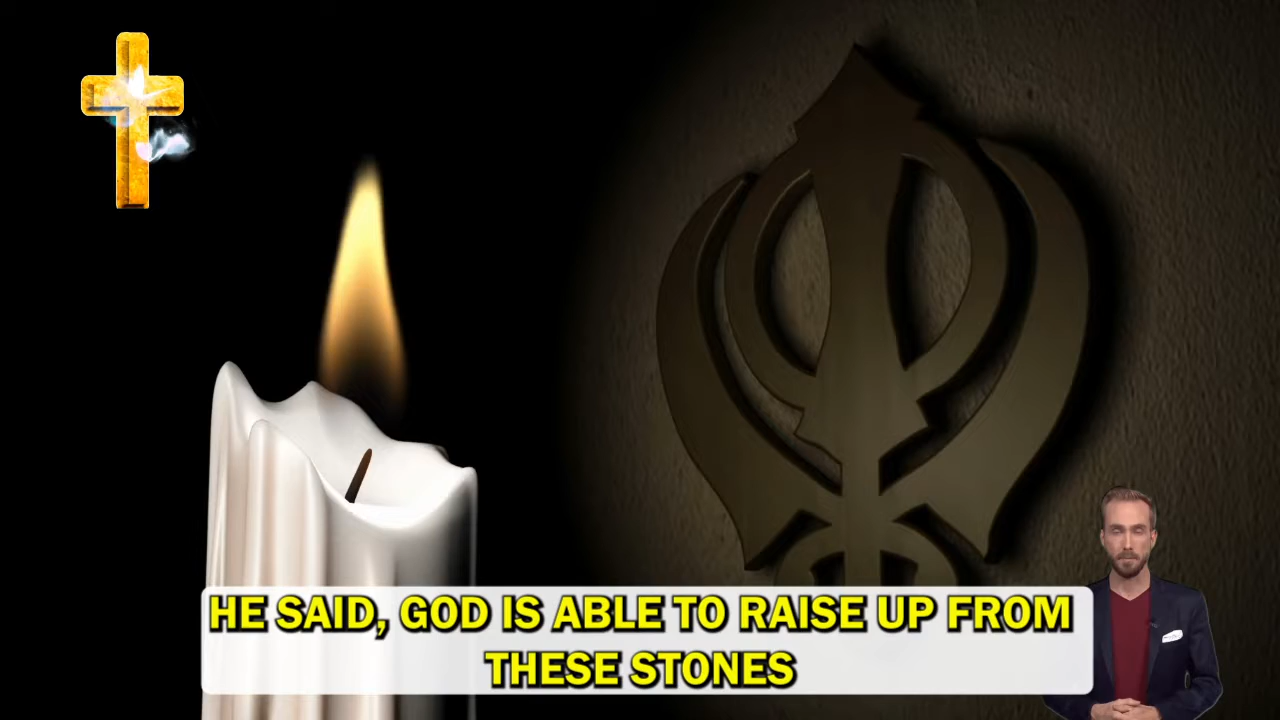 HE SAID, GOD IS ABLE TO RAISE UP FROM
THESE STONES